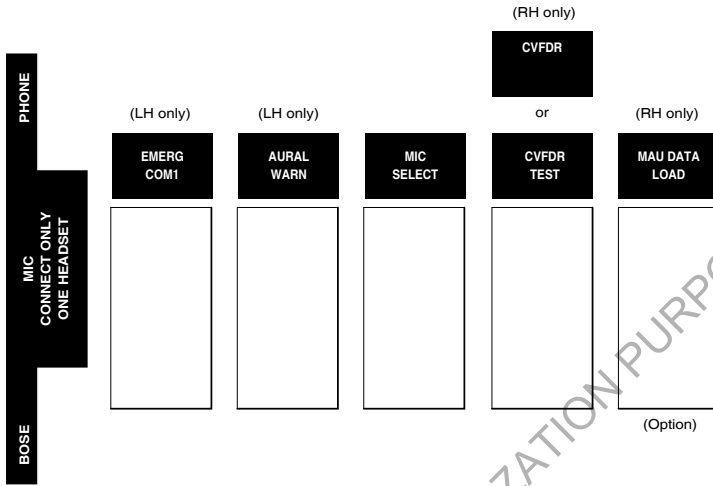 (RH only)
CVFDR
PHONE
(LH only)
(LH only)
or
(RH only)
EMERG
COM1
AURAL
WARN
MIC
SELECT
CVFDR
TEST
MAU DATA
LOAD
MIC
CONNECT ONLY
ONE HEADSET
BOSE
(Option)